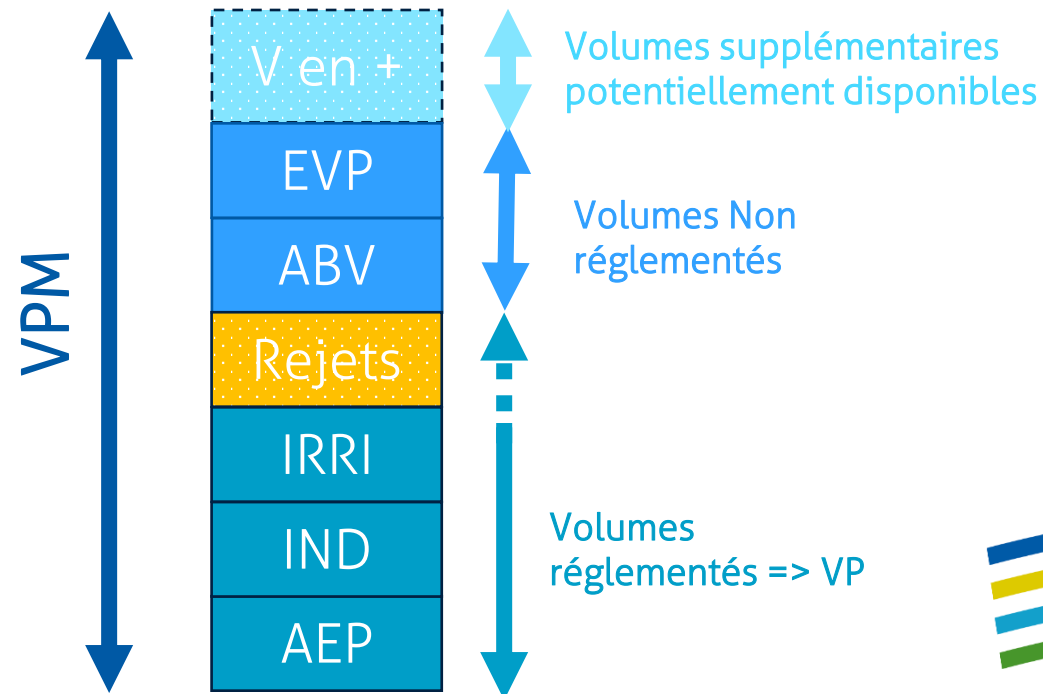 VPM
V en +
EVP
ABV
Rejets
IRRI
IND
AEP
Volumes supplémentaires
potentiellement disponibles
Volumes Non
réglementés
Volumes
réglementés => VP